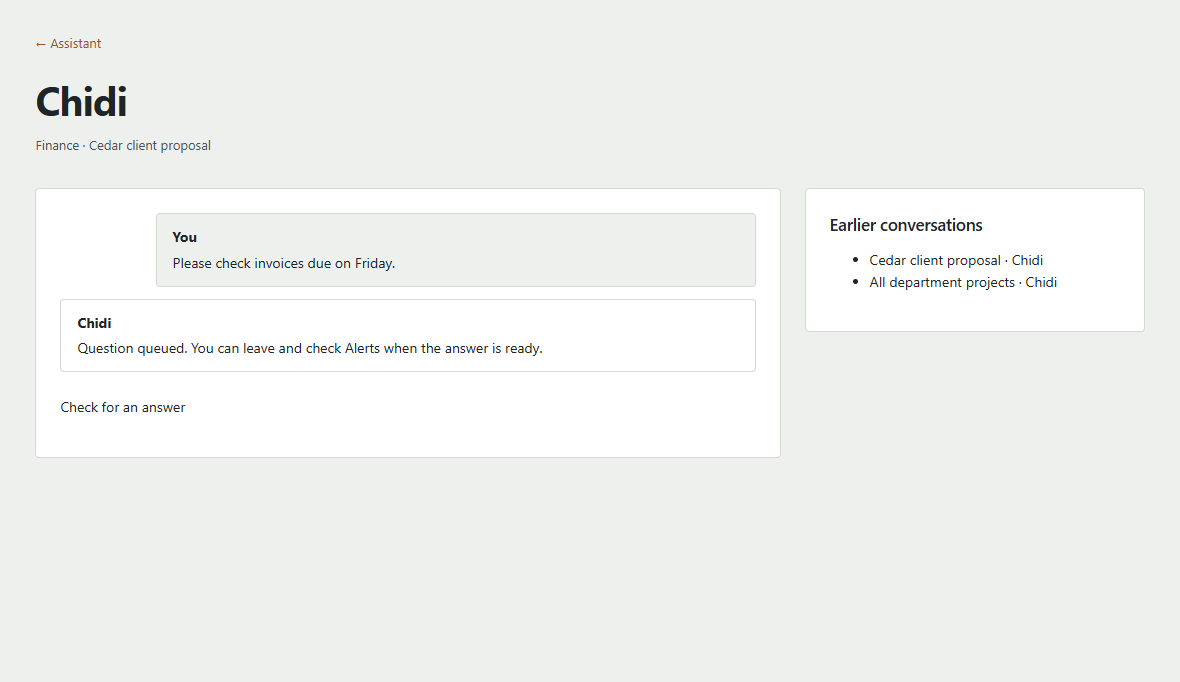 ← Assistant
Chidi
Finance · Cedar client proposal
You
Please check invoices due on Friday.
Chidi
Question queued. You can leave and check Alerts when the answer is ready.
Check for an answer
Earlier conversations
Cedar client proposal · Chidi
All department projects · Chidi